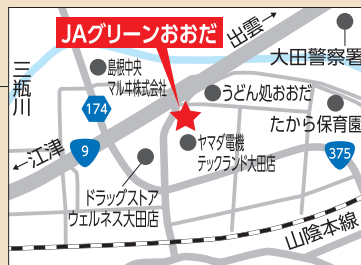 JAグリーンおおだ
出雲
大田警察署
三瓶川
島根中央
マルヰ株式会社
うどん処おおだ
174
たから保育園
ヤマダ電機
テックランド大田店
9
375
←江津
ドラッグストア
ウェルネス大田店
山陰本線